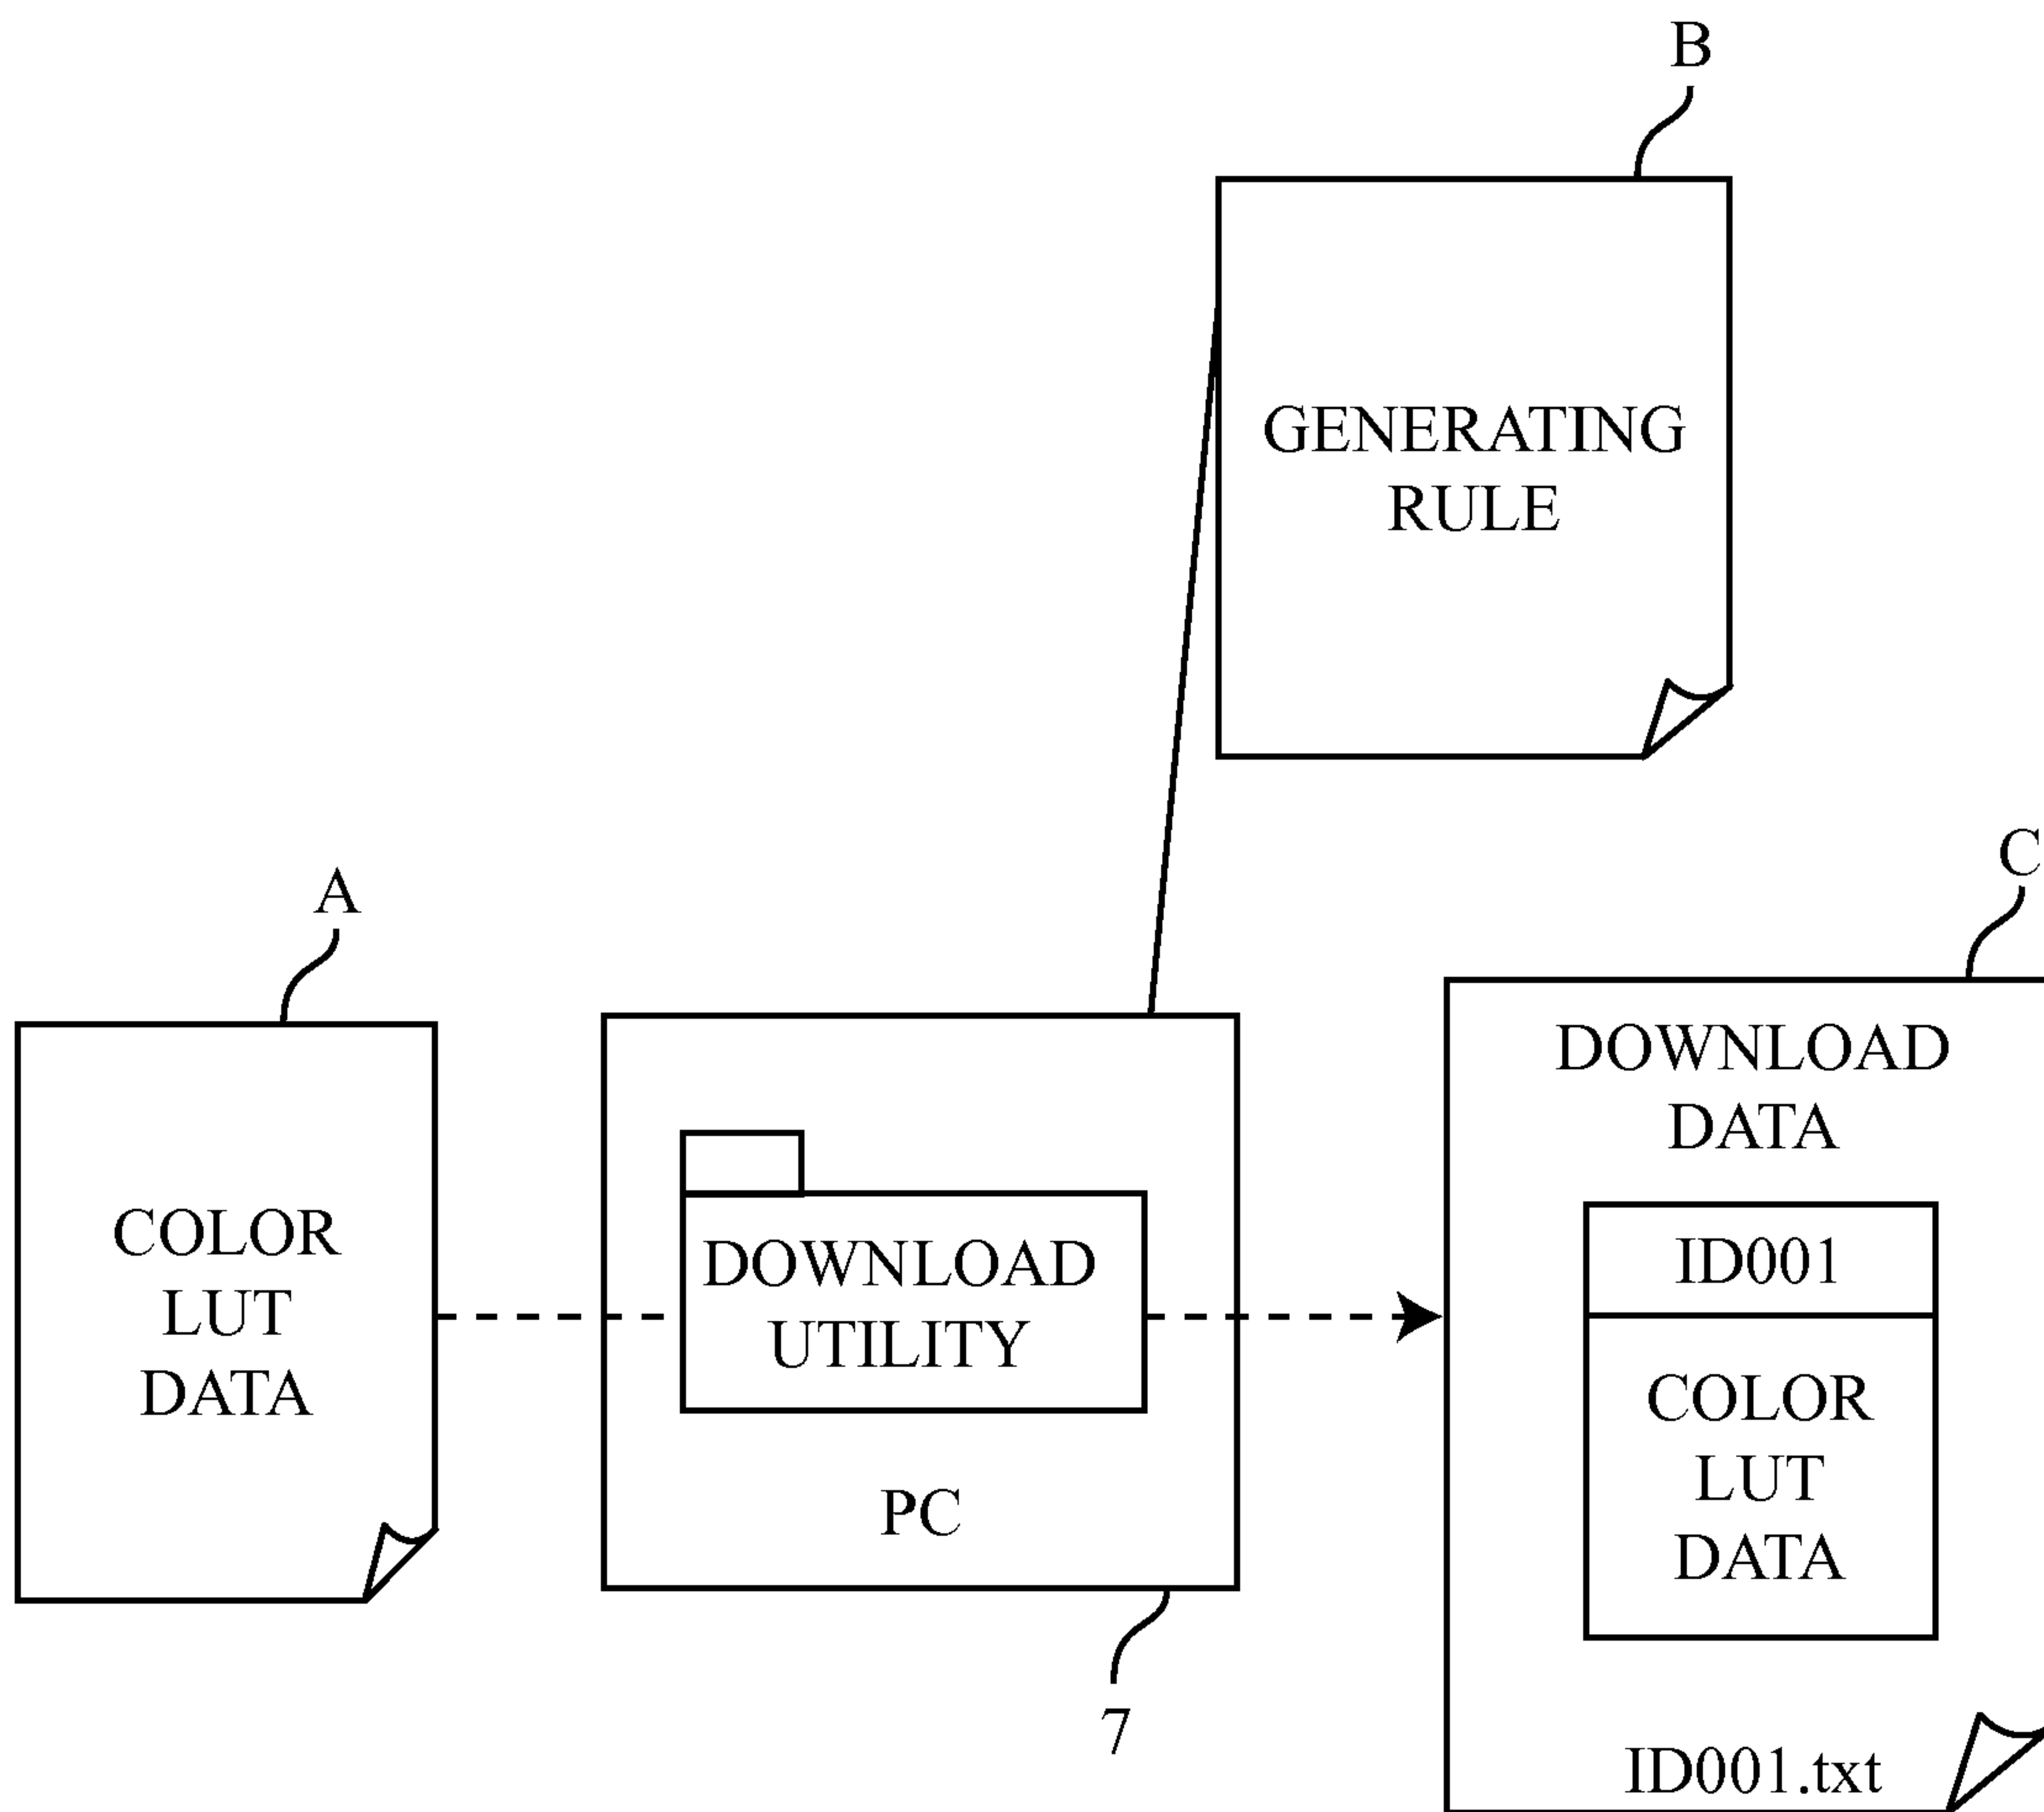 B
GENERATING
RULE
A
COLOR
LUT
DATA
DOWNLOAD
UTILITY
PC
7
C
DOWNLOAD
DATA
ID001
COLOR
LUT
DATA
ID001.txt